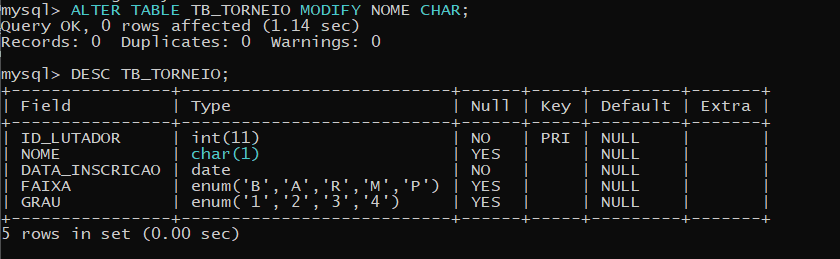 mysql> ALTER TABLE TB_TORNEIO MODIFY NOME CHAR;
Query OK, 0 rows affected (1.14 sec)
Records: 0  Duplicates: 0  Warnings: 0
mysql> DESC TB_TORNEIO;
+----------------+---------------------------+------+-----+---------+-------+
| Field          | Type                      | Null | Key | Default | Extra |
+----------------+---------------------------+------+-----+---------+-------+
| ID_LUTADOR     | int(11)                   | NO   | PRI | NULL    |       |
| NOME           | char(1)                   | YES  |     | NULL    |       |
| DATA_INSCRICAO | date                      | NO   |     | NULL    |       |
| FAIXA          | enum('B','A','R','M','P') | YES  |     | NULL    |       |
| GRAU           | enum('1','2','3','4')     | YES  |     | NULL    |       |
+----------------+---------------------------+------+-----+---------+-------+
5 rows in set (0.00 sec)